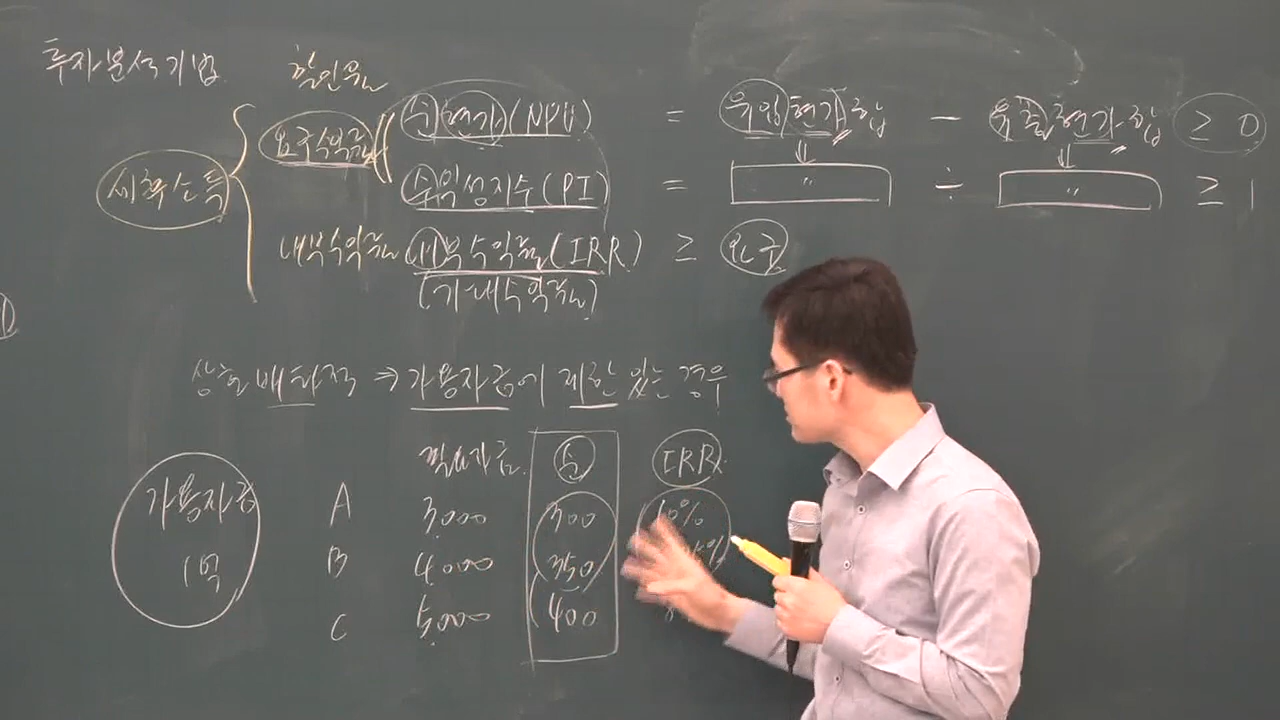 투자분석기법 할인율
세후소득 요구수익률 순현가(NPV) = 유입현가합 - 유출현가합 ≥ 0
수익성지수(PI) = 〃 ÷ 〃 ≥ 1
내부수익률 내부수익률(IRR) ≥ 요구
(기대수익률)
상호배타적 ⇒ 가용자금에 제한 있는 경우
필요자금 순 IRR
가용자금 A 3,000 300 10%
1억 B 4,000 350
C 5,000 400